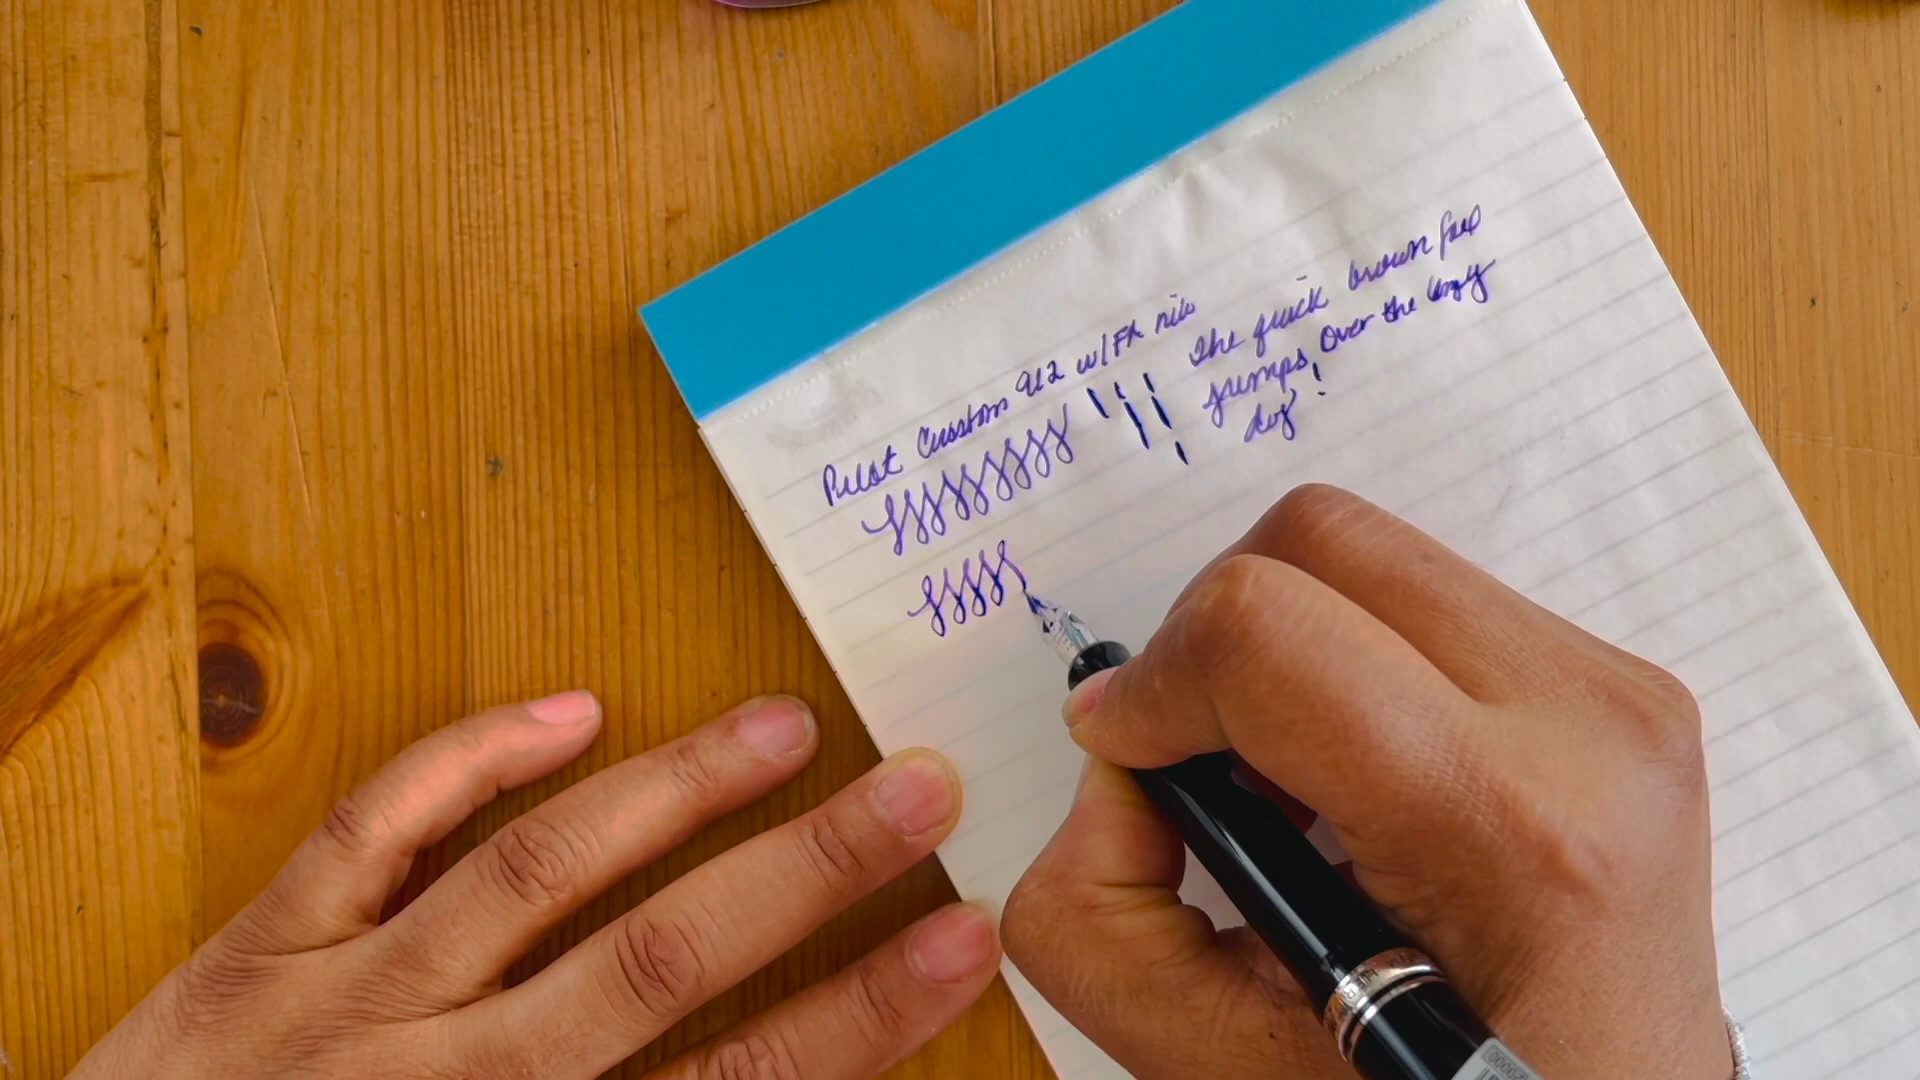 Pilot Custom 912 w/ FA nib
The quick brown fox
jumps over the lazy
dog!